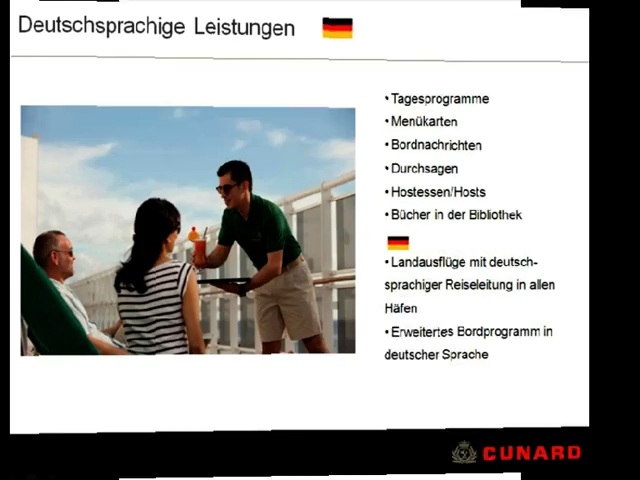 Deutschsprachige Leistungen
• Tagesprogramme
• Menükarten
• Bordnachrichten
• Durchsagen
• Hostessen/Hosts
• Bücher in der Bibliothek
• Landausflüge mit deutsch-
sprachiger Reiseleitung in allen
Häfen
• Erweitertes Bordprogramm in
deutscher Sprache
CUNARD